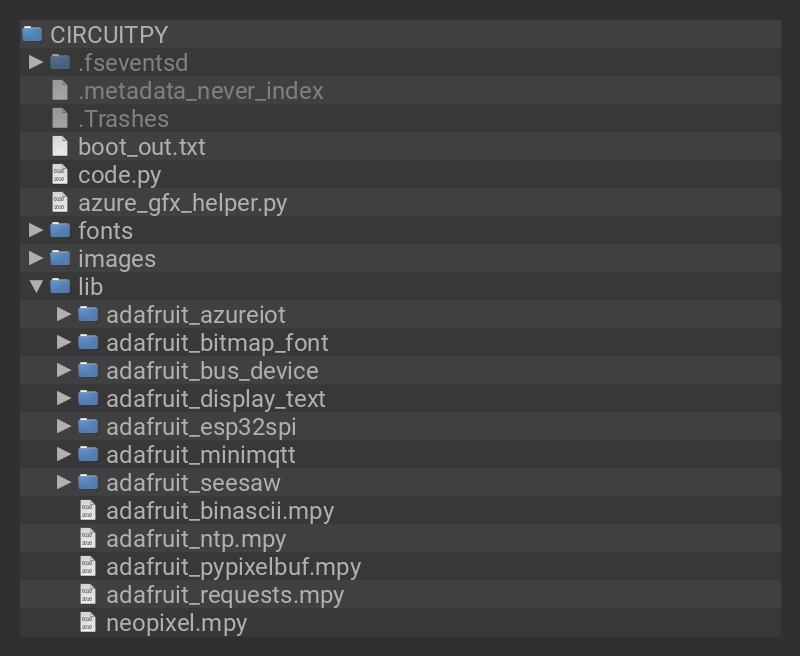 CIRCUITPY
.fseventsd
.metadata_never_index
.Trashes
boot_out.txt
code.py
azure_gfx_helper.py
fonts
images
lib
adafruit_azureiot
adafruit_bitmap_font
adafruit_bus_device
adafruit_display_text
adafruit_esp32spi
adafruit_minimqtt
adafruit_seesaw
adafruit_binascii.mpy
adafruit_ntp.mpy
adafruit_pypixelbuf.mpy
adafruit_requests.mpy
neopixel.mpy